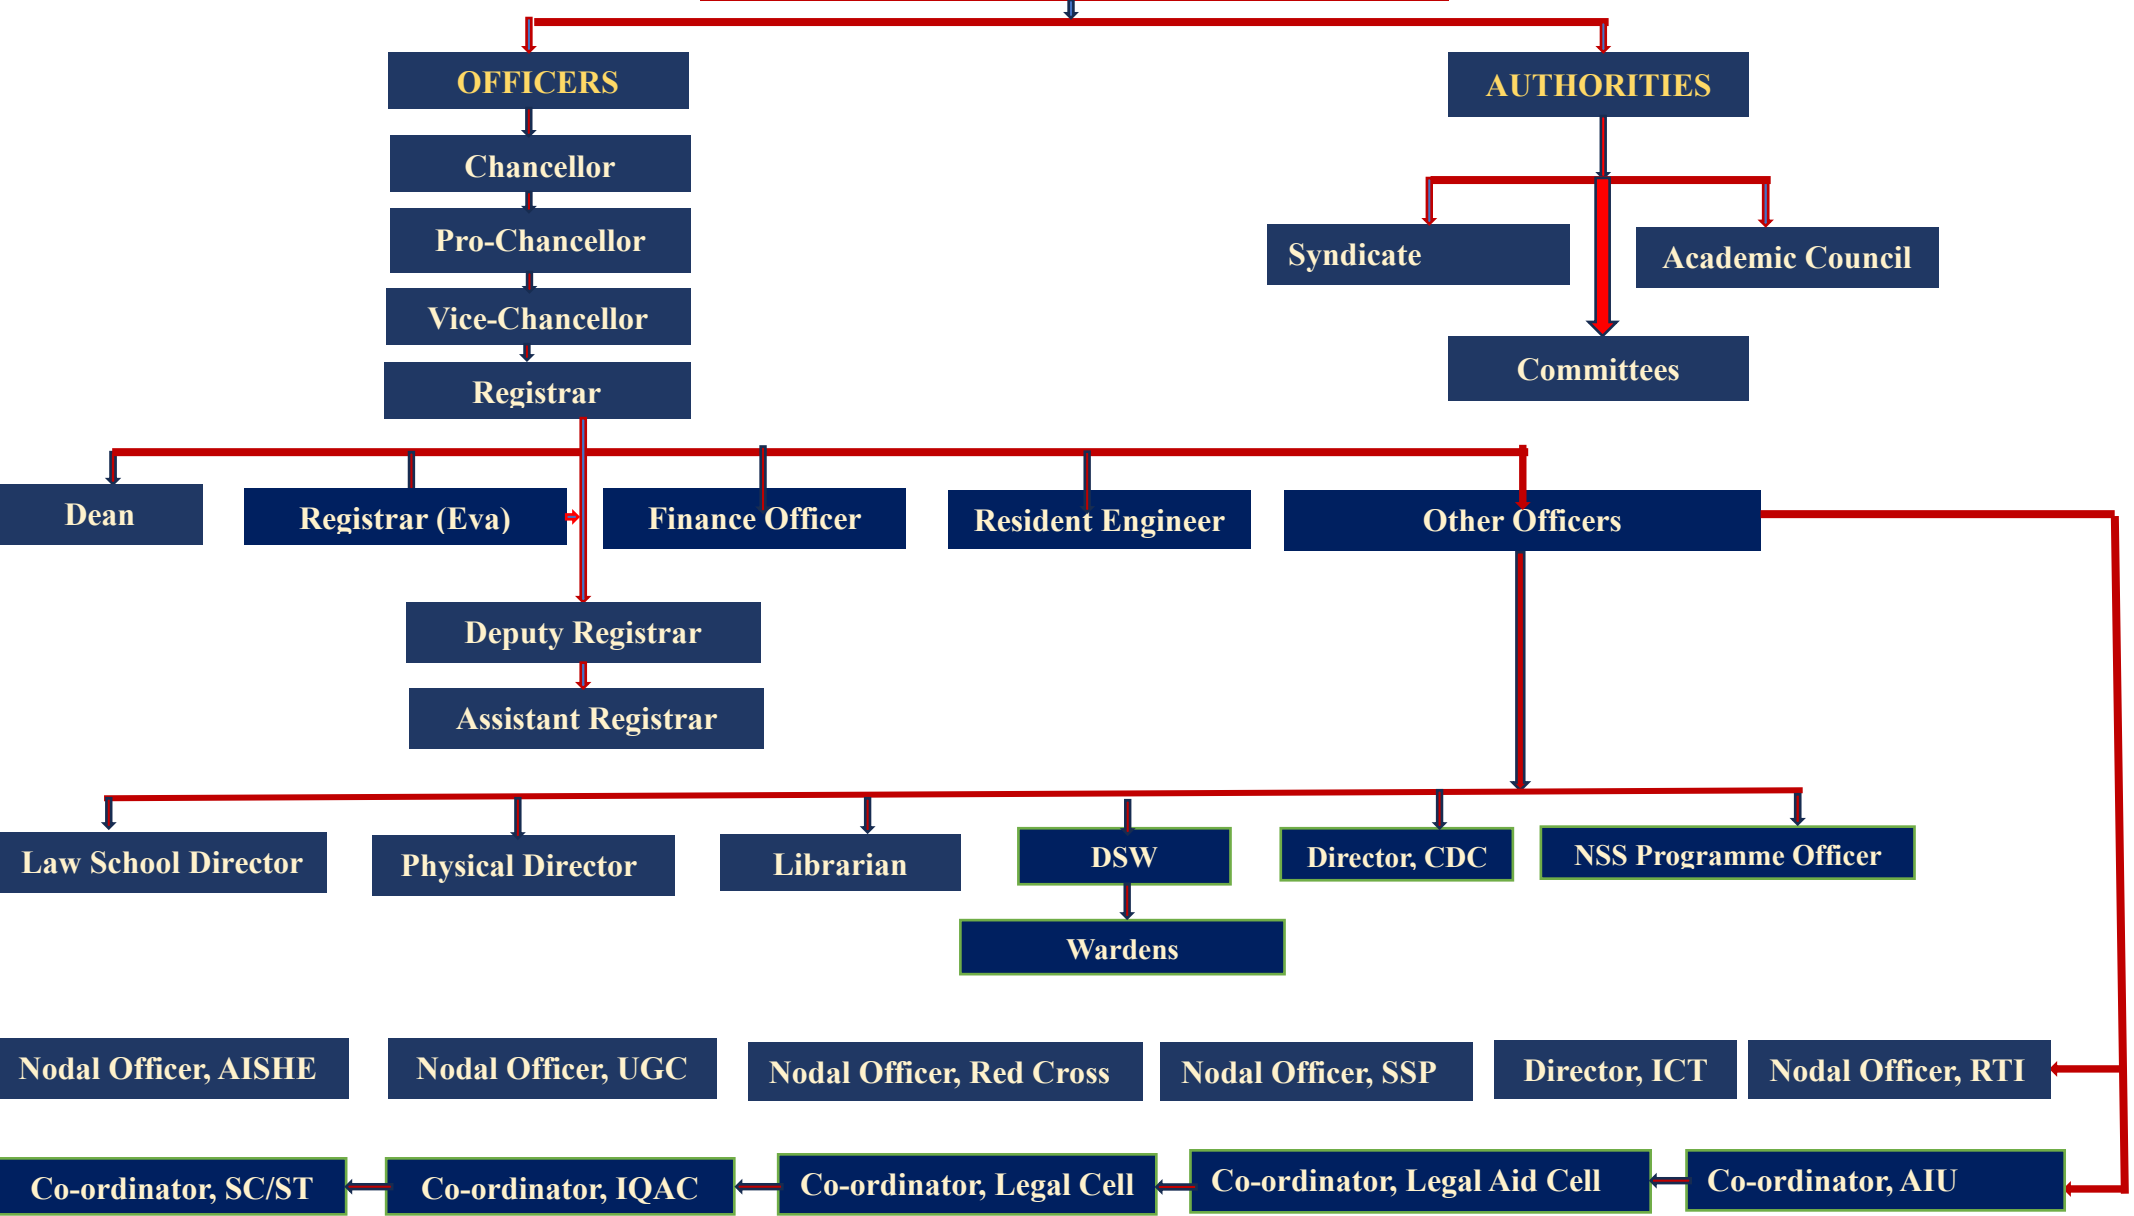 OFFICERS
AUTHORITIES
Chancellor
Pro-Chancellor
Syndicate
Academic Council
Vice-Chancellor
Committees
Registrar
Dean
Registrar (Eva)
Finance Officer
Resident Engineer
Other Officers
Deputy Registrar
Assistant Registrar
Law School Director
Physical Director
Librarian
DSW
Director, CDC
NSS Programme Officer
Wardens
Nodal Officer, AISHE
Nodal Officer, UGC
Nodal Officer, Red Cross
Nodal Officer, SSP
Director, ICT
Nodal Officer, RTI
Co-ordinator, SC/ST
Co-ordinator, IQAC
Co-ordinator, Legal Cell
Co-ordinator, Legal Aid Cell
Co-ordinator, AIU